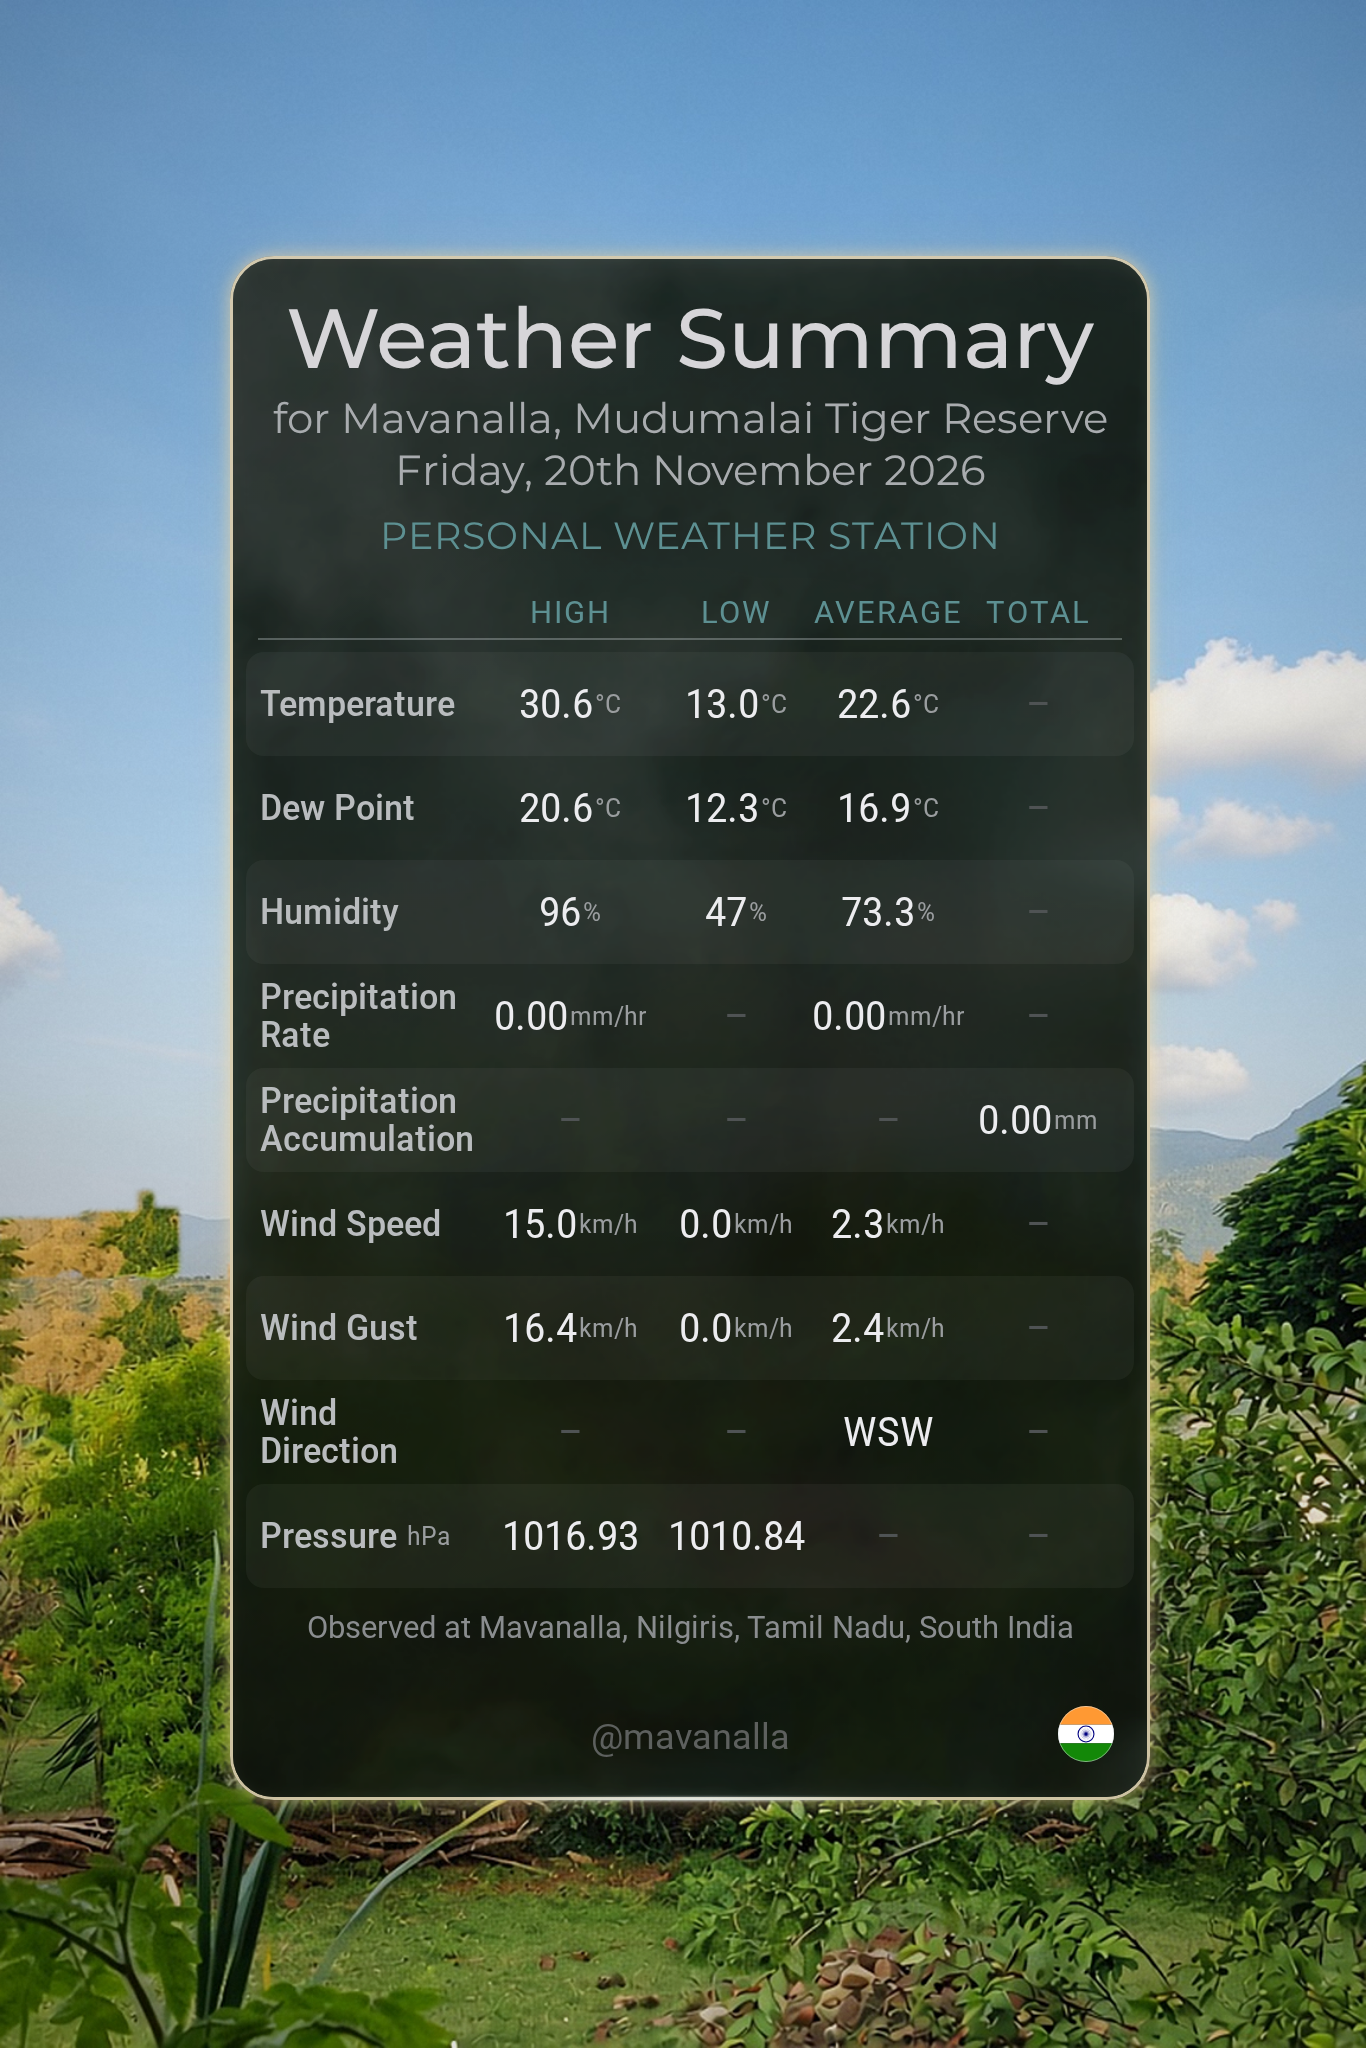 Weather Summary
for Mavanalla, Mudumalai Tiger Reserve
Friday, 20th November 2026
PERSONAL WEATHER STATION
HIGH LOW AVERAGE TOTAL
Temperature 30.6°C 13.0°C 22.6°C –
Dew Point 20.6°C 12.3°C 16.9°C –
Humidity 96% 47% 73.3% –
Precipitation
Rate 0.00mm/hr – 0.00mm/hr –
Precipitation
Accumulation – – – 0.00mm
Wind Speed 15.0km/h 0.0km/h 2.3km/h –
Wind Gust 16.4km/h 0.0km/h 2.4km/h –
Wind
Direction – – WSW –
Pressure hPa 1016.93 1010.84 – –
Observed at Mavanalla, Nilgiris, Tamil Nadu, South India
@mavanalla